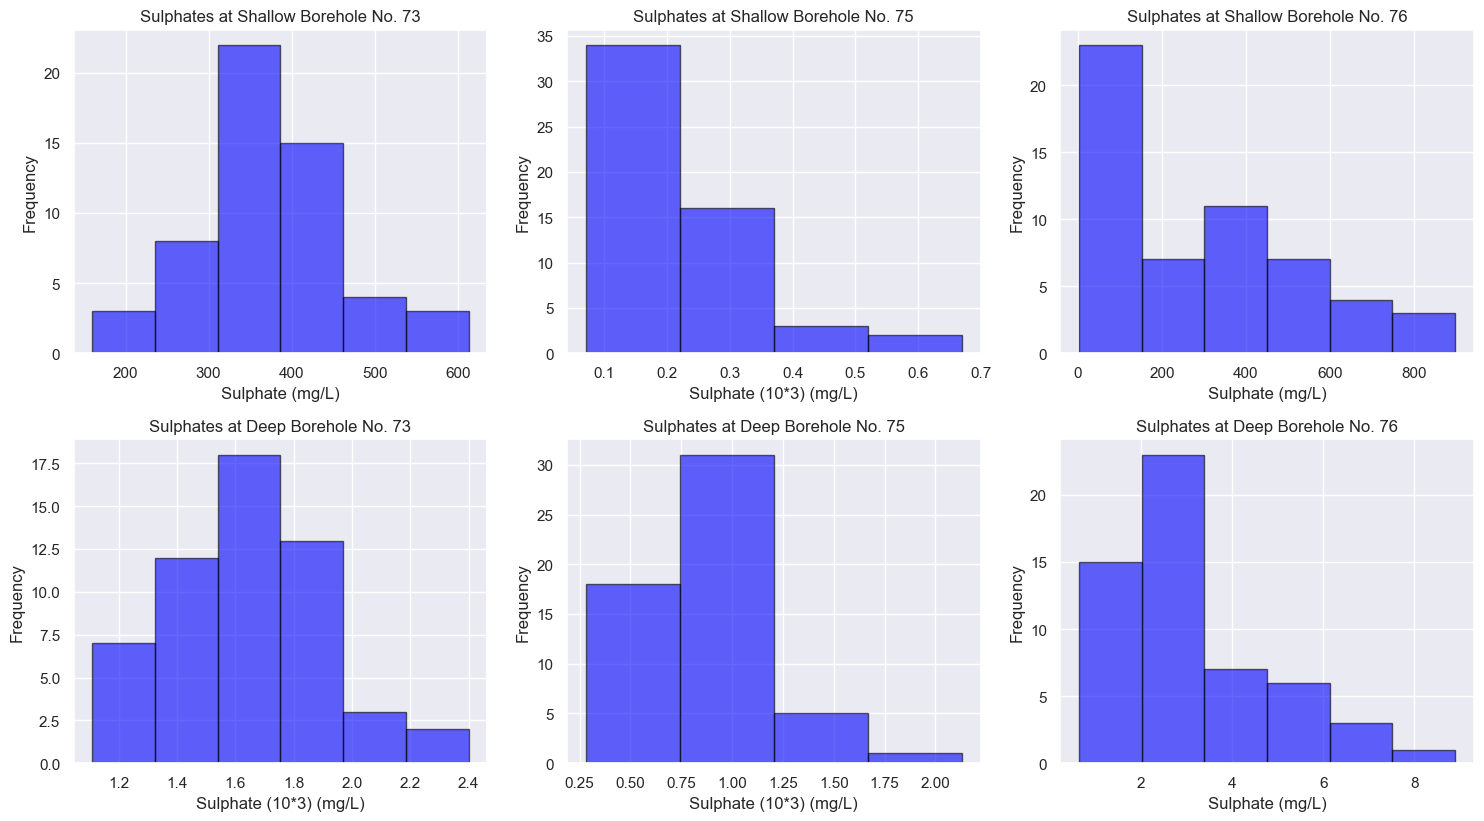 Sulphates at Shallow Borehole No. 73
Frequency
20
15
10
5
0
200 300 400 500 600
Sulphate (mg/L)
Sulphates at Shallow Borehole No. 75
Frequency
35
30
25
20
15
10
5
0
0.1 0.2 0.3 0.4 0.5 0.6 0.7
Sulphate (10*3) (mg/L)
Sulphates at Shallow Borehole No. 76
Frequency
20
15
10
5
0
0 200 400 600 800
Sulphate (mg/L)
Sulphates at Deep Borehole No. 73
Frequency
17.5
15.0
12.5
10.0
7.5
5.0
2.5
0.0
1.2 1.4 1.6 1.8 2.0 2.2 2.4
Sulphate (10*3) (mg/L)
Sulphates at Deep Borehole No. 75
Frequency
30
25
20
15
10
5
0
0.25 0.50 0.75 1.00 1.25 1.50 1.75 2.00
Sulphate (10*3) (mg/L)
Sulphates at Deep Borehole No. 76
Frequency
20
15
10
5
0
2 4 6 8
Sulphate (mg/L)